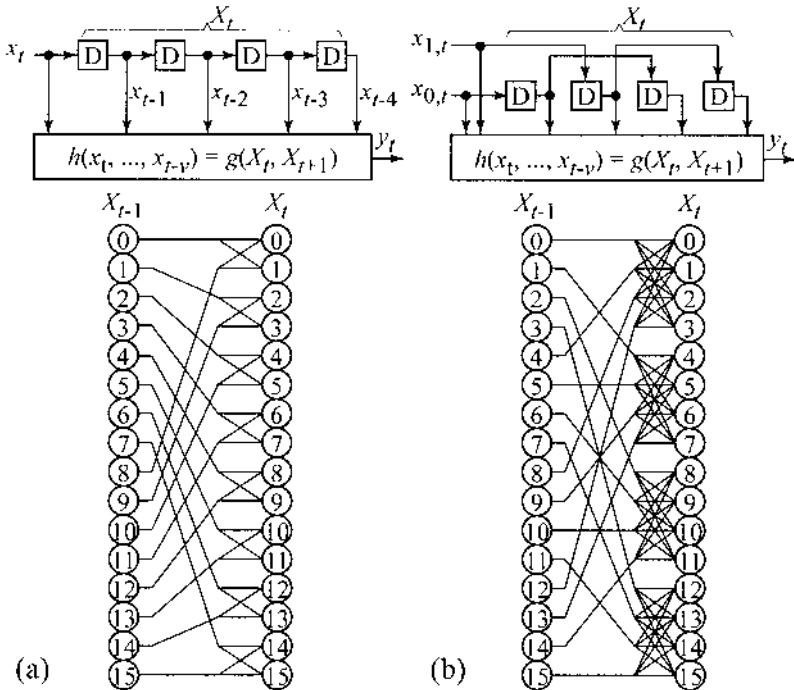 X_t
x_t D D D D
x_{t-1} x_{t-2} x_{t-3} x_{t-4}
h(x_t, ..., x_{t-v}) = g(X_t, X_{t+1}) y_t
X_{t-1} X_t
0 0
1 1
2 2
3 3
4 4
5 5
6 6
7 7
8 8
9 9
10 10
11 11
12 12
13 13
14 14
15 15
(a)
X_t
x_{1,t}
x_{0,t} D D D D
h(x_t, ..., x_{t-v}) = g(X_t, X_{t+1}) y_t
X_{t-1} X_t
0 0
1 1
2 2
3 3
4 4
5 5
6 6
7 7
8 8
9 9
10 10
11 11
12 12
13 13
14 14
15 15
(b)